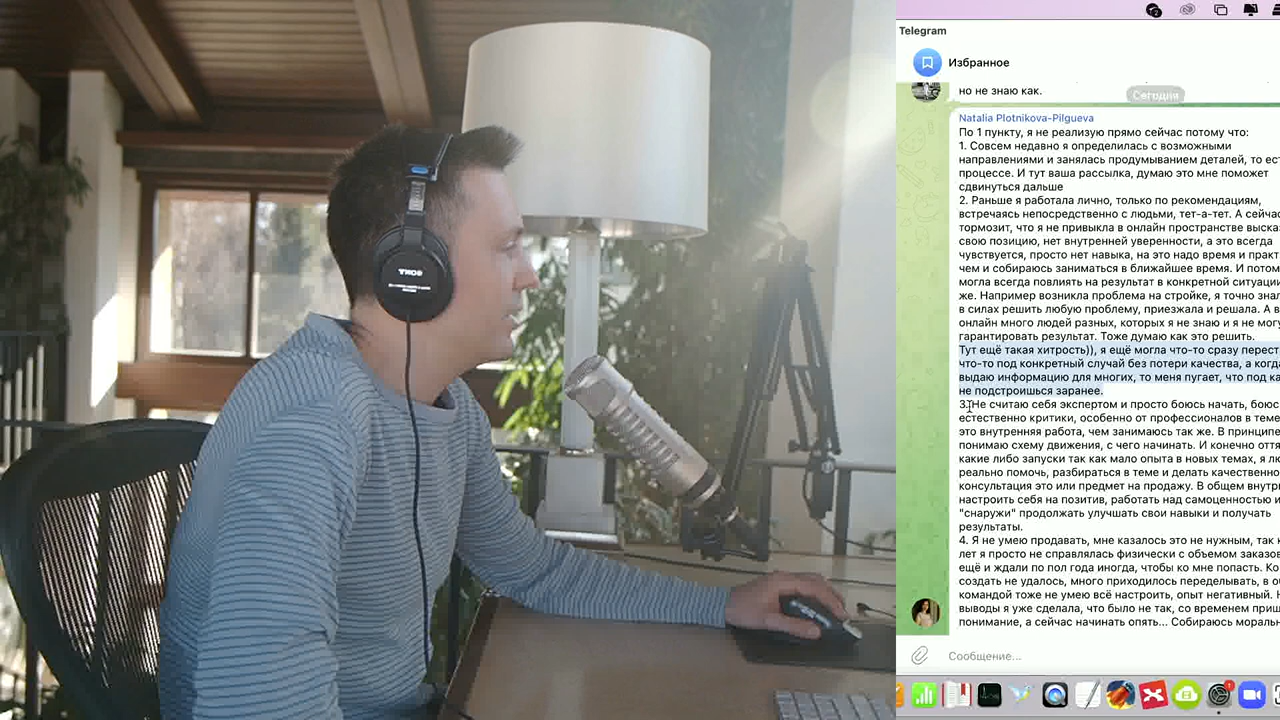 Telegram
Избранное
но не знаю как.
Сегодня
Natalia Plotnikova-Pilgueva
По 1 пункту, я не реализую прямо сейчас потому что:
1. Совсем недавно я определилась с возможными
направлениями и занялась продумыванием деталей, то ес
процессе. И тут ваша рассылка, думаю это мне поможет
сдвинуться дальше
2. Раньше я работала лично, только по рекомендациям,
встречаясь непосредственно с людьми, тет-а-тет. А сейча
тормозит, что я не привыкла в онлайн пространстве выска
свою позицию, нет внутренней уверенности, а это всегда
чувствуется, просто нет навыка, на это надо время и практ
чем и собираюсь заниматься в ближайшее время. И потом
могла всегда повлиять на результат в конкретной ситуаци
же. Например возникла проблема на стройке, я точно знал
в силах решить любую проблему, приезжала и решала. А в
онлайн много людей разных, которых я не знаю и я не могу
гарантировать результат. Тоже думаю как это решить.
Тут ещё такая хитрость)), я ещё могла что-то сразу перест
что-то под конкретный случай без потери качества, а когда
выдаю информацию для многих, то меня пугает, что под ка
не подстроишься заранее.
3. Не считаю себя экспертом и просто боюсь начать, боюс
естественно критики, особенно от профессионалов в теме
это внутренняя работа, чем занимаюсь так же. В принципе
понимаю схему движения, с чего начинать. И конечно оття
какие либо запуски так как мало опыта в новых темах, я лю
реально помочь, разбираться в теме и делать качественно
консультация это или предмет на продажу. В общем внутр
настроить себя на позитив, работать над самоценностью и
"снаружи" продолжать улучшать свои навыки и получать
результаты.
4. Я не умею продавать, мне казалось это не нужным, так к
лет я просто не справлялась физически с объемом заказов
ещё и ждали по пол года иногда, чтобы ко мне попасть. Ко
создать не удалось, много приходилось переделывать, в о
командой тоже не умею всё настроить, опыт негативный. Н
выводы я уже сделала, что было не так, со временем приш
понимание, а сейчас начинать опять... Собираюсь моральн
Сообщение...